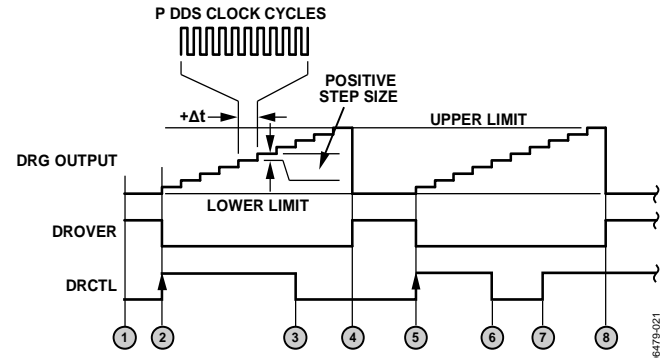 P DDS CLOCK CYCLES
POSITIVE
STEP SIZE
+Δt
UPPER LIMIT
DRG OUTPUT
LOWER LIMIT
DROVER
DRCTL
1 2 3 4 5 6 7 8
6479-021